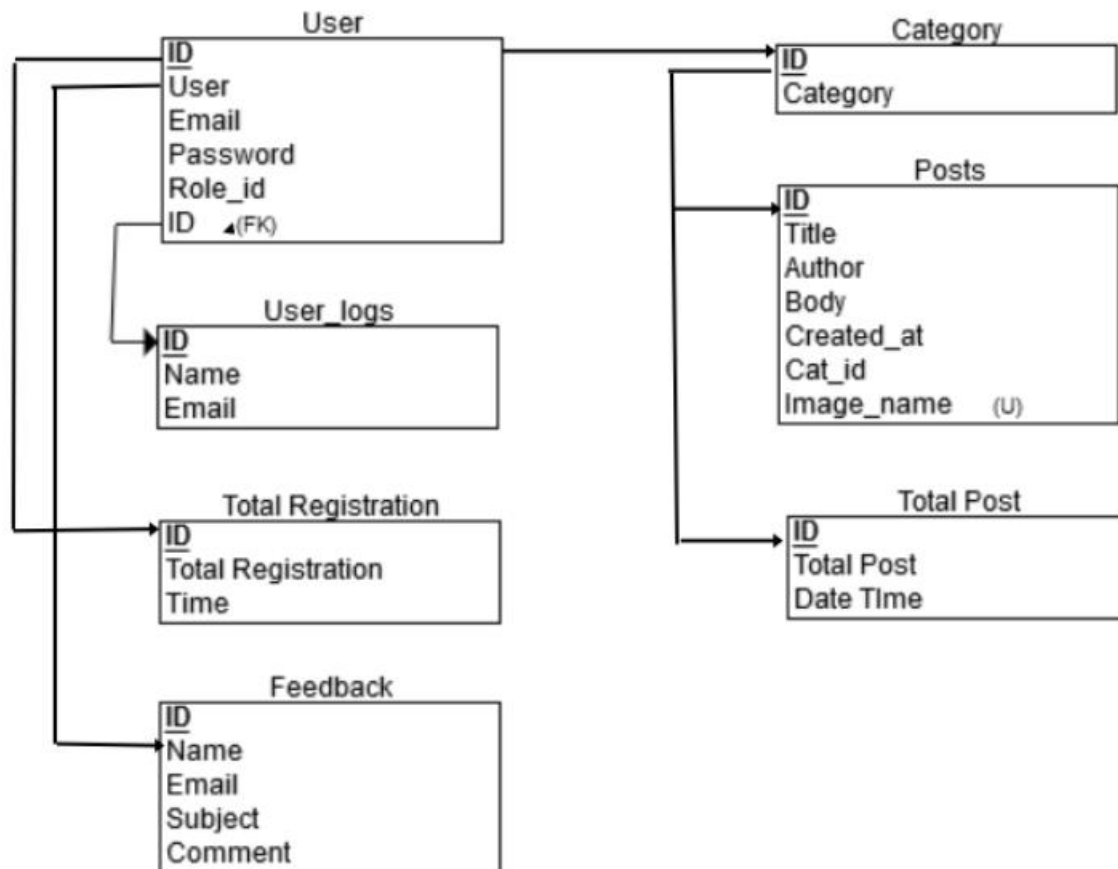 User
ID
User
Email
Password
Role_id
ID (FK)
User_logs
ID
Name
Email
Total Registration
ID
Total Registration
Time
Feedback
ID
Name
Email
Subject
Comment
Category
ID
Category
Posts
ID
Title
Author
Body
Created_at
Cat_id
Image_name (U)
Total Post
ID
Total Post
Date TIme